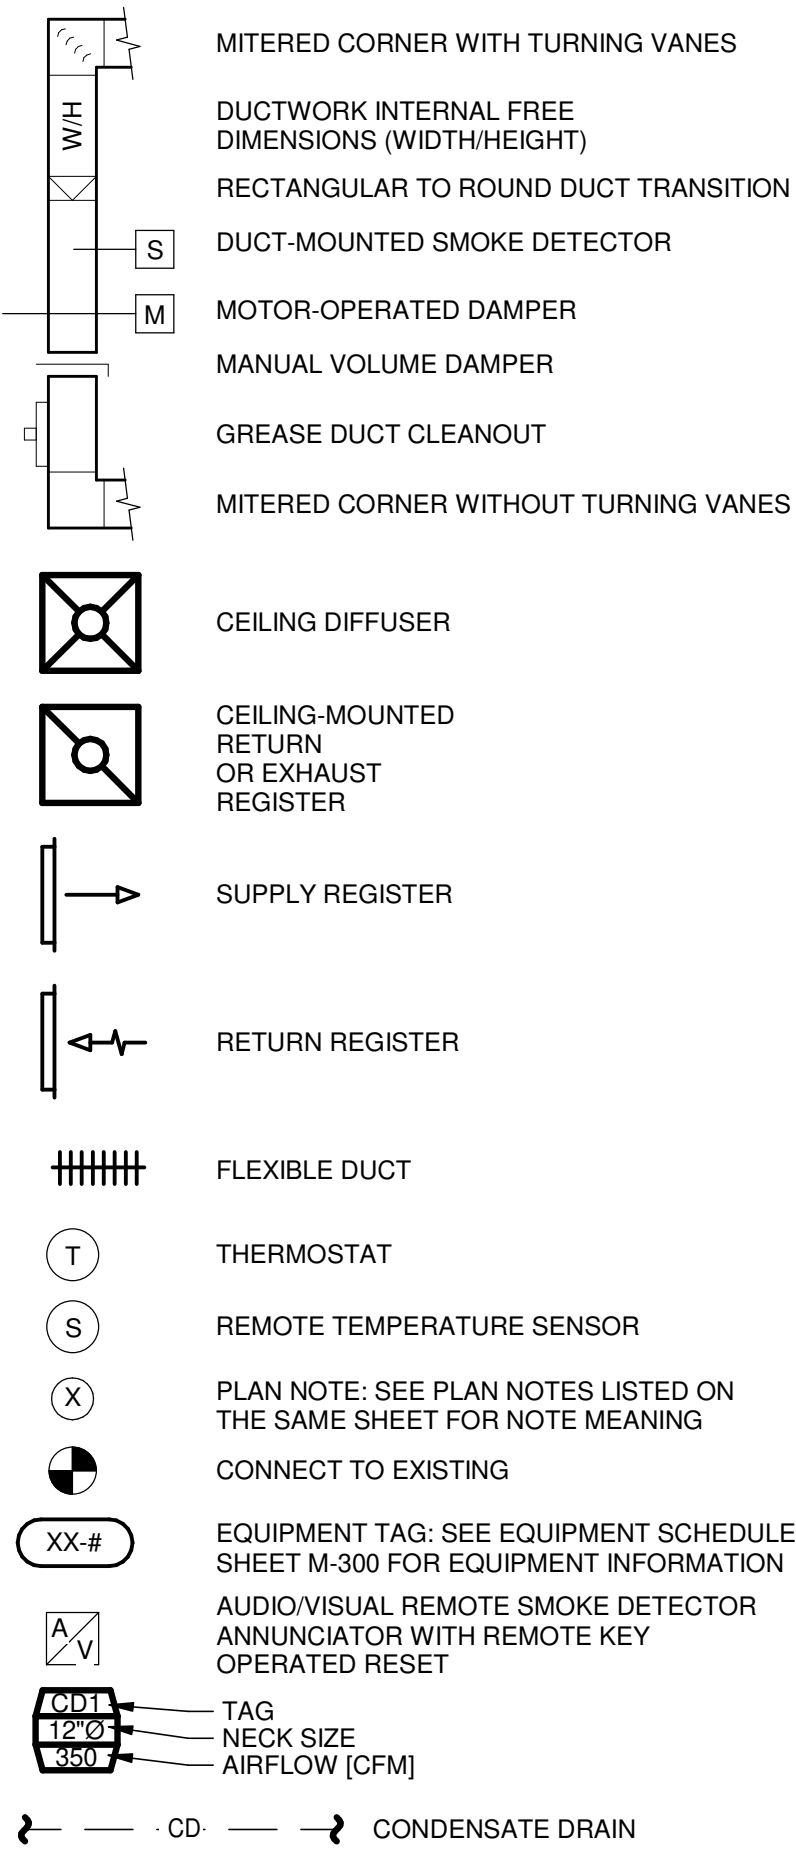 MITERED CORNER WITH TURNING VANES
W/H
DUCTWORK INTERNAL FREE
DIMENSIONS (WIDTH/HEIGHT)
RECTANGULAR TO ROUND DUCT TRANSITION
S
DUCT-MOUNTED SMOKE DETECTOR
M
MOTOR-OPERATED DAMPER
MANUAL VOLUME DAMPER
GREASE DUCT CLEANOUT
MITERED CORNER WITHOUT TURNING VANES
CEILING DIFFUSER
CEILING-MOUNTED
RETURN
OR EXHAUST
REGISTER
SUPPLY REGISTER
RETURN REGISTER
FLEXIBLE DUCT
T
THERMOSTAT
S
REMOTE TEMPERATURE SENSOR
X
PLAN NOTE: SEE PLAN NOTES LISTED ON
THE SAME SHEET FOR NOTE MEANING
CONNECT TO EXISTING
XX-#
EQUIPMENT TAG: SEE EQUIPMENT SCHEDULE
SHEET M-300 FOR EQUIPMENT INFORMATION
A/V
AUDIO/VISUAL REMOTE SMOKE DETECTOR
ANNUNCIATOR WITH REMOTE KEY
OPERATED RESET
CD1
TAG
12"Ø
NECK SIZE
350
AIRFLOW [CFM]
CD
CONDENSATE DRAIN